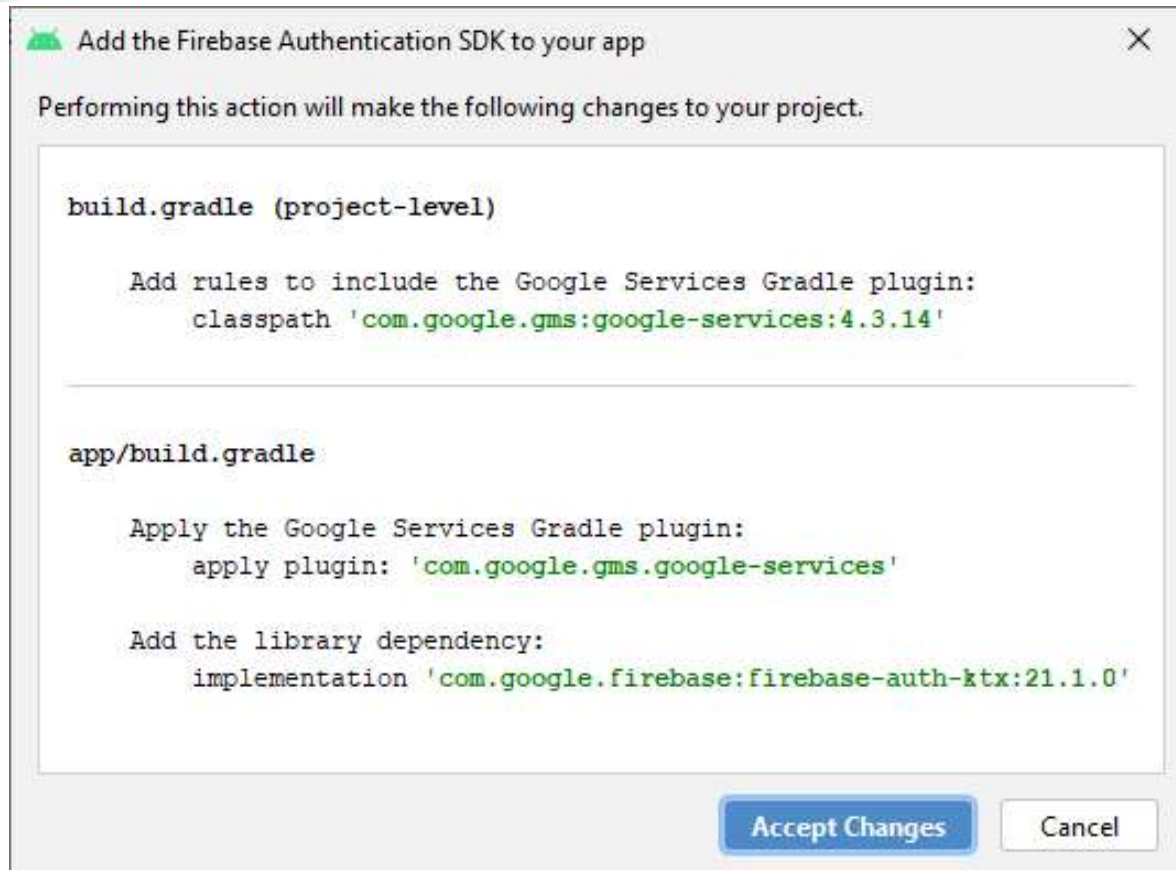 Add the Firebase Authentication SDK to your app
Performing this action will make the following changes to your project.
build.gradle (project-level)
Add rules to include the Google Services Gradle plugin:
classpath 'com.google.gms:google-services:4.3.14'
app/build.gradle
Apply the Google Services Gradle plugin:
apply plugin: 'com.google.gms.google-services'
Add the library dependency:
implementation 'com.google.firebase:firebase-auth-ktx:21.1.0'
Accept Changes
Cancel